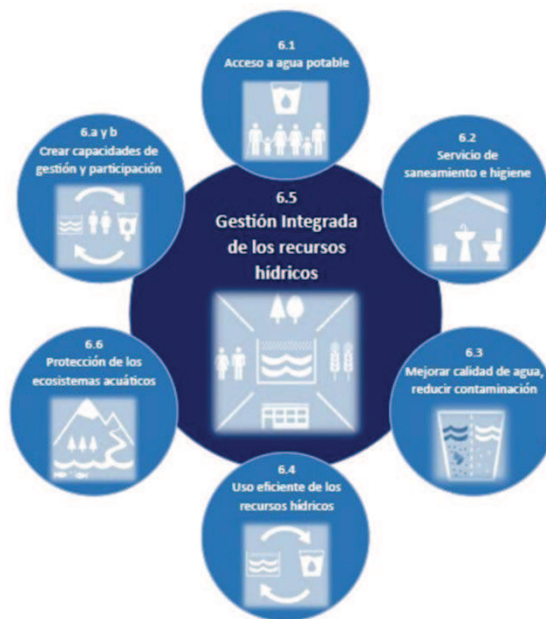 6.1
Acceso a agua potable
6.2
Servicio de
saneamiento e higiene
6.3
Mejorar calidad de agua,
reducir contaminación
6.4
Uso eficiente de los
recursos hídricos
6.6
Protección de los
ecosistemas acuáticos
6.a y b
Crear capacidades de
gestión y participación
6.5
Gestión Integrada
de los recursos
hídricos